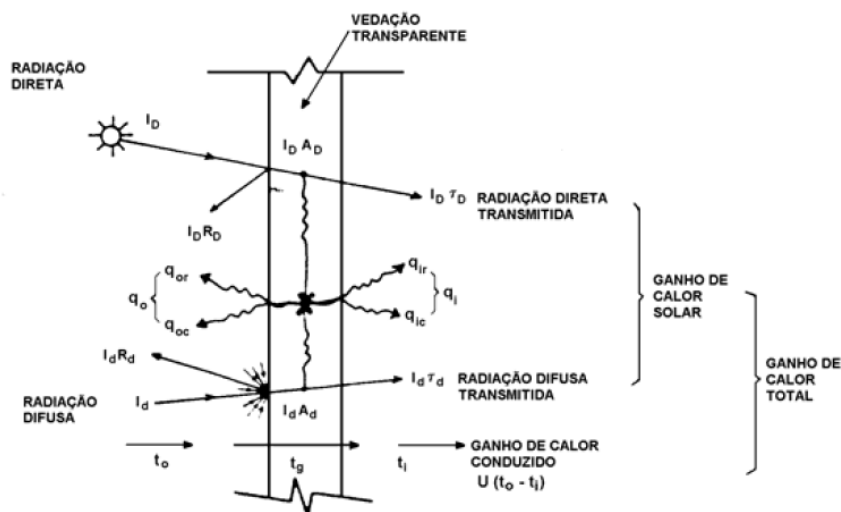 VEDAÇÃO
TRANSPARENTE
RADIAÇÃO
DIRETA
I_D
I_D A_D
I_D τ_D
RADIAÇÃO DIRETA
TRANSMITIDA
I_D R_D
q_or
q_ir
q_o
q_i
q_oc
q_ic
GANHO DE
CALOR
SOLAR
GANHO DE
CALOR
TOTAL
I_d R_d
I_d τ_d
RADIAÇÃO DIFUSA
TRANSMITIDA
RADIAÇÃO
DIFUSA
I_d
I_d A_d
t_o
t_g
t_i
GANHO DE CALOR
CONDUZIDO
U (t_o - t_i)